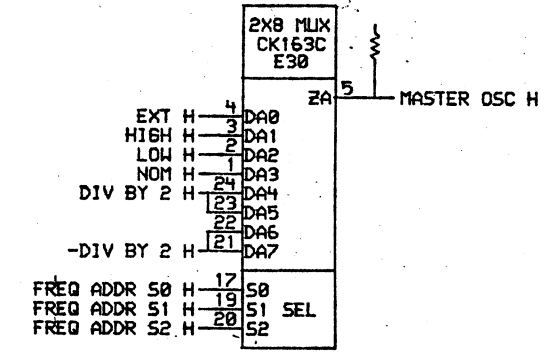 2X8 MUX
CK163C
E30
ZA 5 MASTER OSC H
EXT H 4 DA0
HIGH H 3 DA1
LOW H 2 DA2
NOM H 1 DA3
DIV BY 2 H 24 DA4
23 DA5
22 DA6
-DIV BY 2 H 21 DA7
FREQ ADDR S0 H 17 S0
FREQ ADDR S1 H 19 S1 SEL
FREQ ADDR S2 H 20 S2